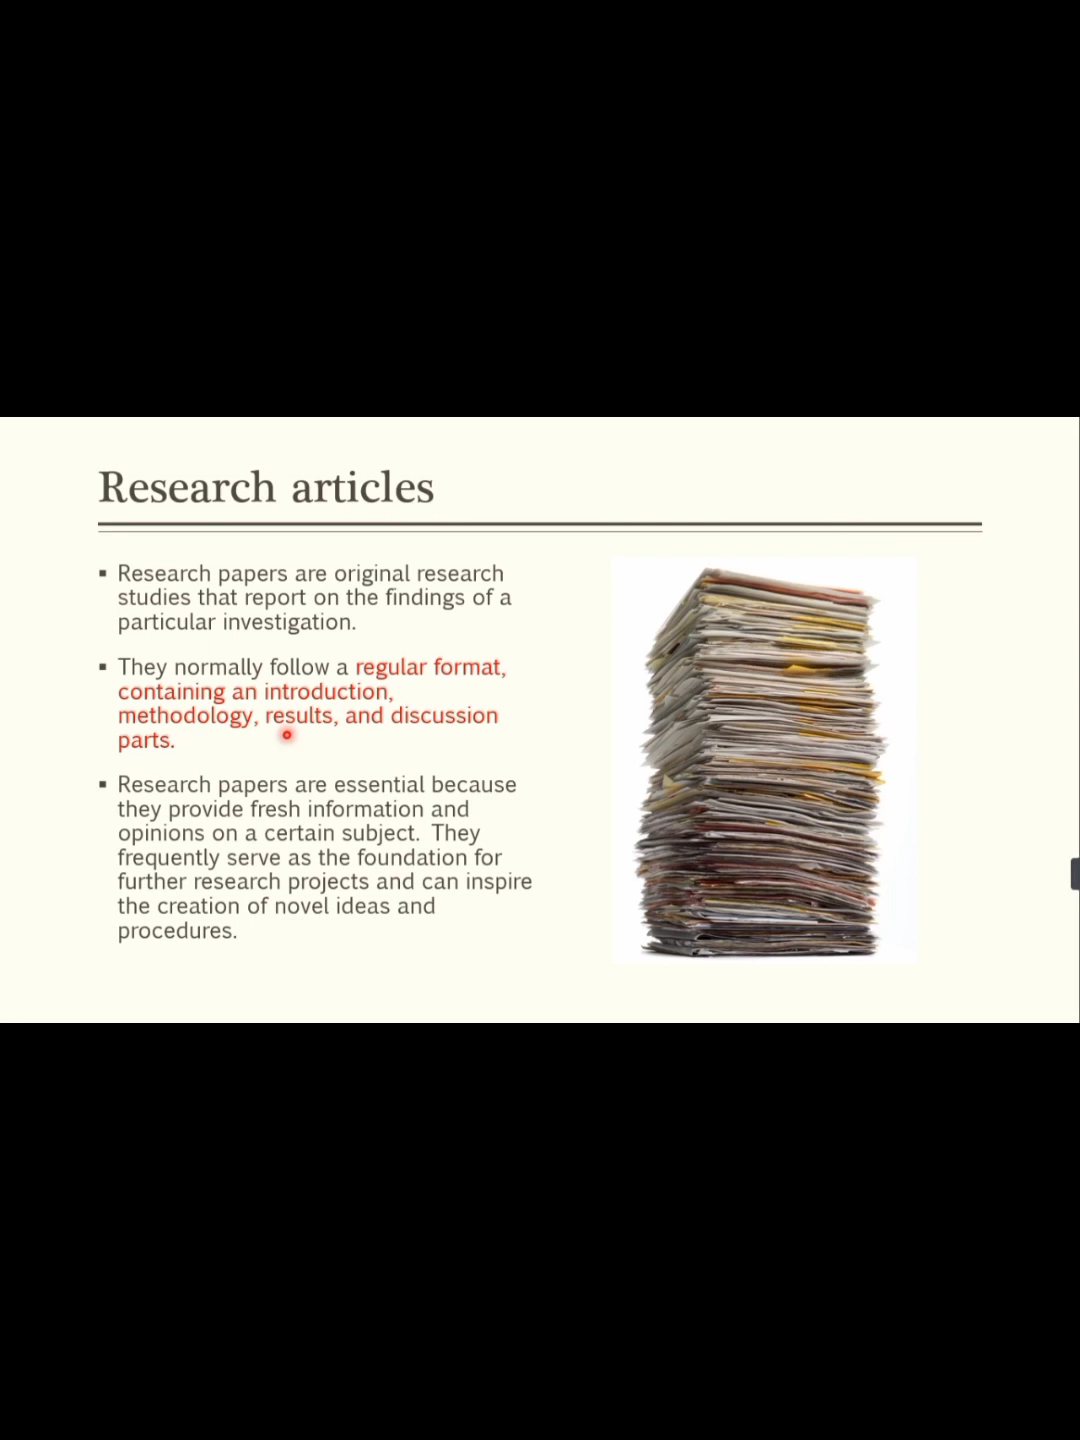 Research articles
▪ Research papers are original research
studies that report on the findings of a
particular investigation.
▪ They normally follow a regular format,
containing an introduction,
methodology, results, and discussion
parts.
▪ Research papers are essential because
they provide fresh information and
opinions on a certain subject. They
frequently serve as the foundation for
further research projects and can inspire
the creation of novel ideas and
procedures.